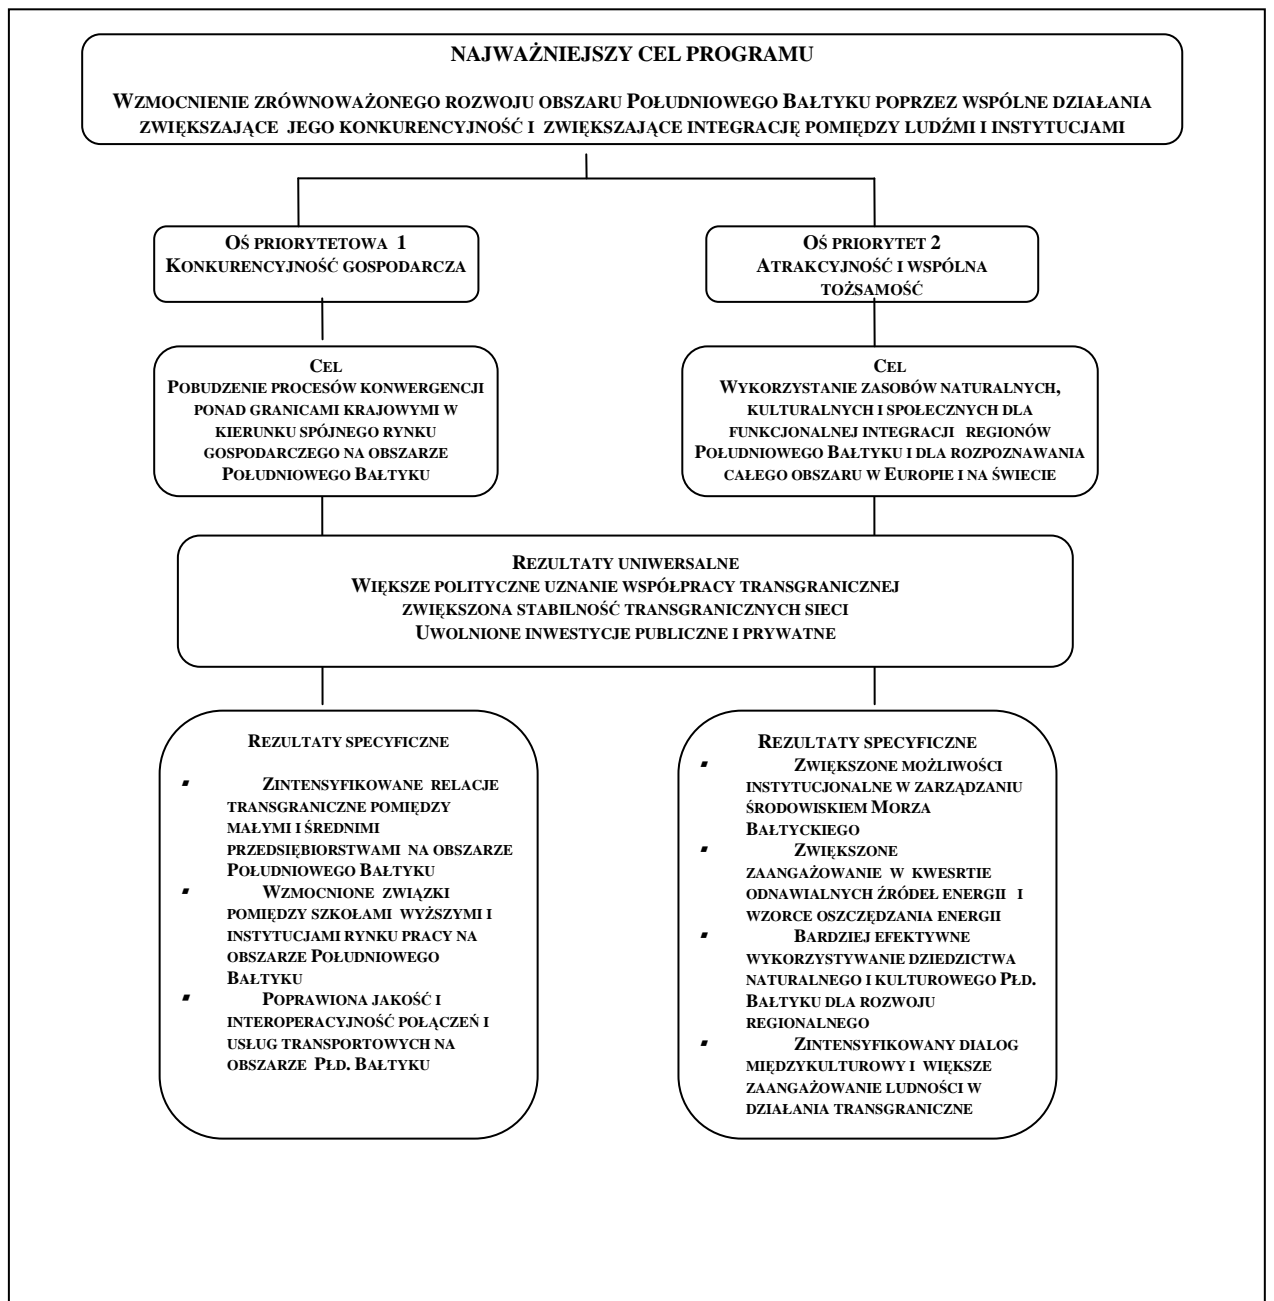 NAJWAŻNIEJSZY CEL PROGRAMU
WZMOCNIENIE ZRÓWNOWAŻONEGO ROZWOJU OBSZARU POŁUDNIOWEGO BAŁTYKU POPRZEZ WSPÓLNE DZIAŁANIA
ZWIĘKSZAJĄCE JEGO KONKURENCYJNOŚĆ I ZWIĘKSZAJĄCE INTEGRACJĘ POMIĘDZY LUDŹMI I INSTYTUCJAMI
OŚ PRIORYTETOWA 1
KONKURENCYJNOŚĆ GOSPODARCZA
OŚ PRIORYTET 2
ATRAKCYJNOŚĆ I WSPÓLNA
TOŻSAMOŚĆ
CEL
POBUDZENIE PROCESÓW KONWERGENCJI
PONAD GRANICAMI KRAJOWYMI W
KIERUNKU SPÓJNEGO RYNKU
GOSPODARCZEGO NA OBSZARZE
POŁUDNIOWEGO BAŁTYKU
CEL
WYKORZYSTANIE ZASOBÓW NATURALNYCH,
KULTURALNYCH I SPOŁECZNYCH DLA
FUNKCJONALNEJ INTEGRACJI REGIONÓW
POŁUDNIOWEGO BAŁTYKU I DLA ROZPOZNAWANIA
CAŁEGO OBSZARU W EUROPIE I NA ŚWIECIE
REZULTATY UNIWERSALNE
WIĘKSZE POLITYCZNE UZNANIE WSPÓŁPRACY TRANSGRANICZNEJ
ZWIĘKSZONA STABILNOŚĆ TRANSGRANICZNYCH SIECI
UWOLNIONE INWESTYCJE PUBLICZNE I PRYWATNE
REZULTATY SPECYFICZNE
▪ ZINTENSYFIKOWANE RELACJE
TRANSGRANICZNE POMIĘDZY
MAŁYMI I ŚREDNIMI
PRZEDSIĘBIORSTWAMI NA OBSZARZE
POŁUDNIOWEGO BAŁTYKU
▪ WZMOCNIONE ZWIĄZKI
POMIĘDZY SZKOŁAMI WYŻSZYMI I
INSTYTUCJAMI RYNKU PRACY NA
OBSZARZE POŁUDNIOWEGO
BAŁTYKU
▪ POPRAWIONA JAKOŚĆ I
INTEROPERACYJNOŚĆ POŁĄCZEŃ I
USŁUG TRANSPORTOWYCH NA
OBSZARZE PŁD. BAŁTYKU
REZULTATY SPECYFICZNE
▪ ZWIĘKSZONE MOŻLIWOŚCI
INSTYTUCJONALNE W ZARZĄDZANIU
ŚRODOWISKIEM MORZA
BAŁTYCKIEGO
▪ ZWIĘKSZONE
ZAANGAŻOWANIE W KWESRTIE
ODNAWIALNYCH ŹRÓDEŁ ENERGII I
WZORCE OSZCZĘDZANIA ENERGII
▪ BARDZIEJ EFEKTYWNE
WYKORZYSTYWANIE DZIEDZICTWA
NATURALNEGO I KULTUROWEGO PŁD.
BAŁTYKU DLA ROZWOJU
REGIONALNEGO
▪ ZINTENSYFIKOWANY DIALOG
MIĘDZYKULTUROWY I WIĘKSZE
ZAANGAŻOWANIE LUDNOŚCI W
DZIAŁANIA TRANSGRANICZNE